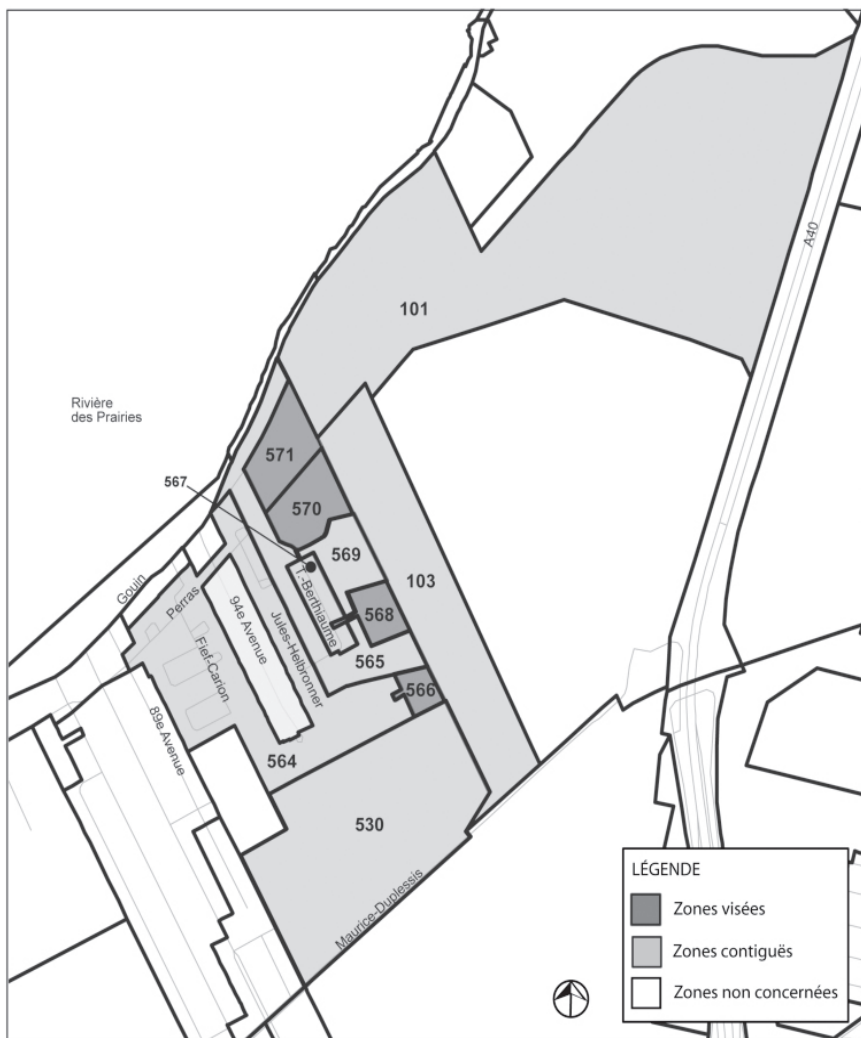 A40
101
Rivière
des Prairies
571
567
570
569
103
T.-Berthiaume
568
Gouin
Perras
94e Avenue
Jules-Helbronner
565
Fief-Carion
566
89e Avenue
564
530
Maurice-Duplessis
LÉGENDE
Zones visées
Zones contiguës
Zones non concernées